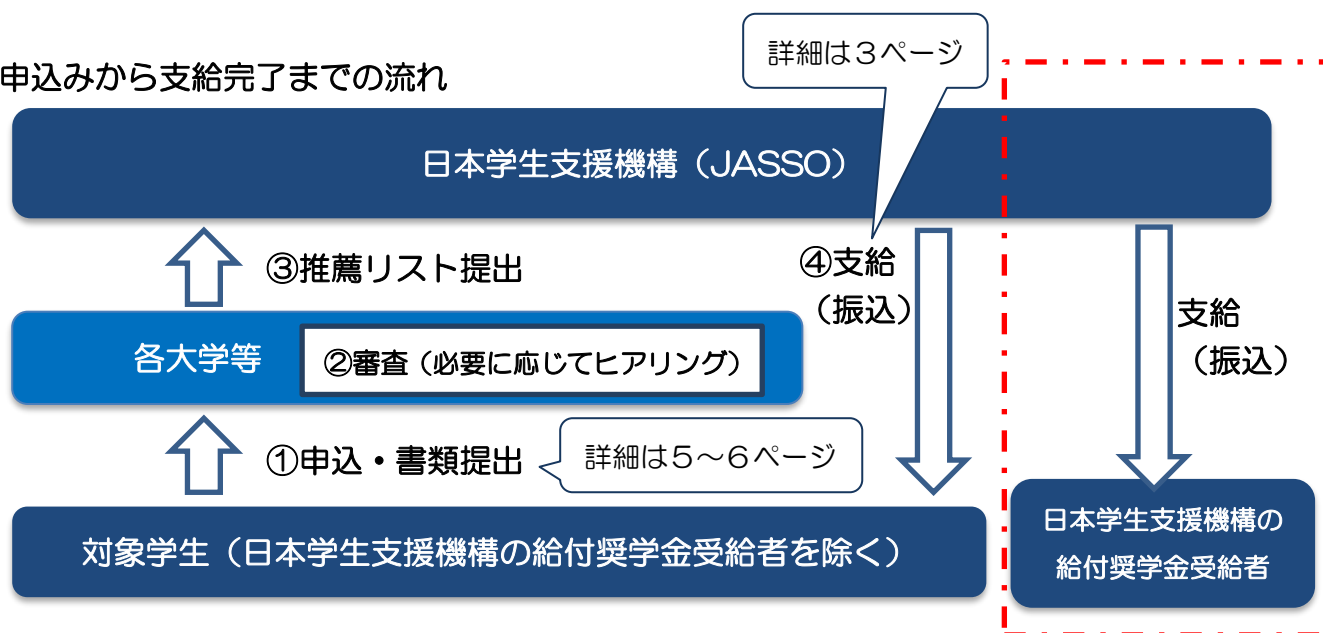 詳細は3ページ
申込みから支給完了までの流れ
日本学生支援機構（JASSO）
③推薦リスト提出
④支給
（振込）
支給
（振込）
各大学等
②審査（必要に応じてヒアリング）
①申込・書類提出
詳細は５～６ページ
対象学生（日本学生支援機構の給付奨学金受給者を除く）
日本学生支援機構の
給付奨学金受給者